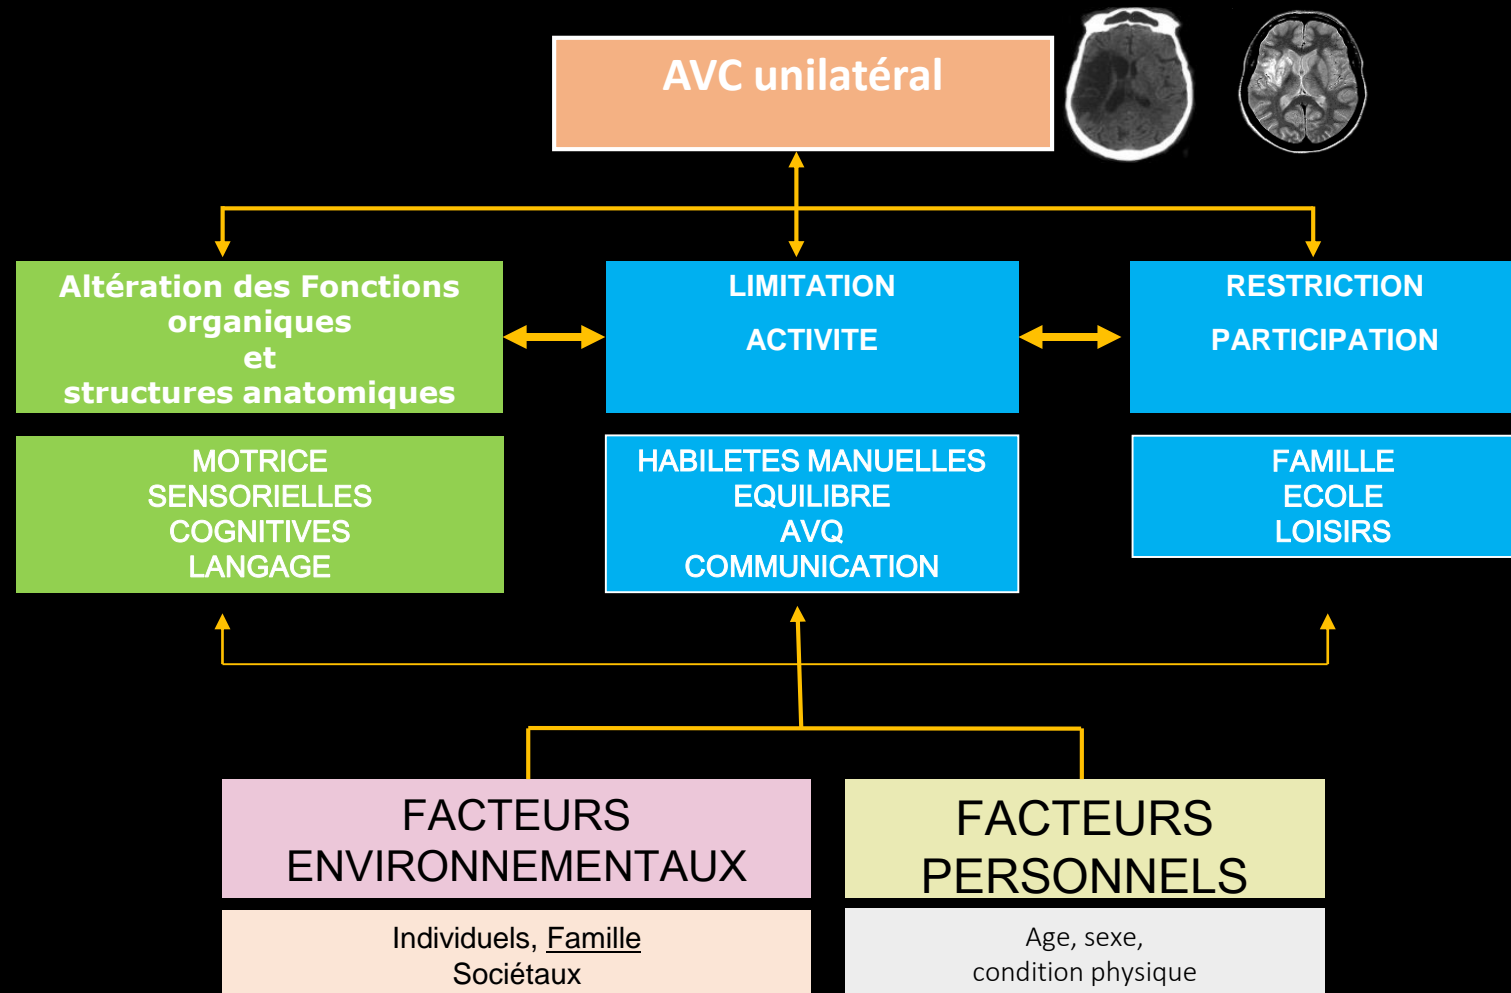 AVC unilatéral
Altération des Fonctions
organiques
et
structures anatomiques
MOTRICE
SENSORIELLES
COGNITIVES
LANGAGE
LIMITATION
ACTIVITE
HABILETES MANUELLES
EQUILIBRE
AVQ
COMMUNICATION
RESTRICTION
PARTICIPATION
FAMILLE
ECOLE
LOISIRS
FACTEURS
ENVIRONNEMENTAUX
Individuels, Famille
Sociétaux
FACTEURS
PERSONNELS
Age, sexe,
condition physique